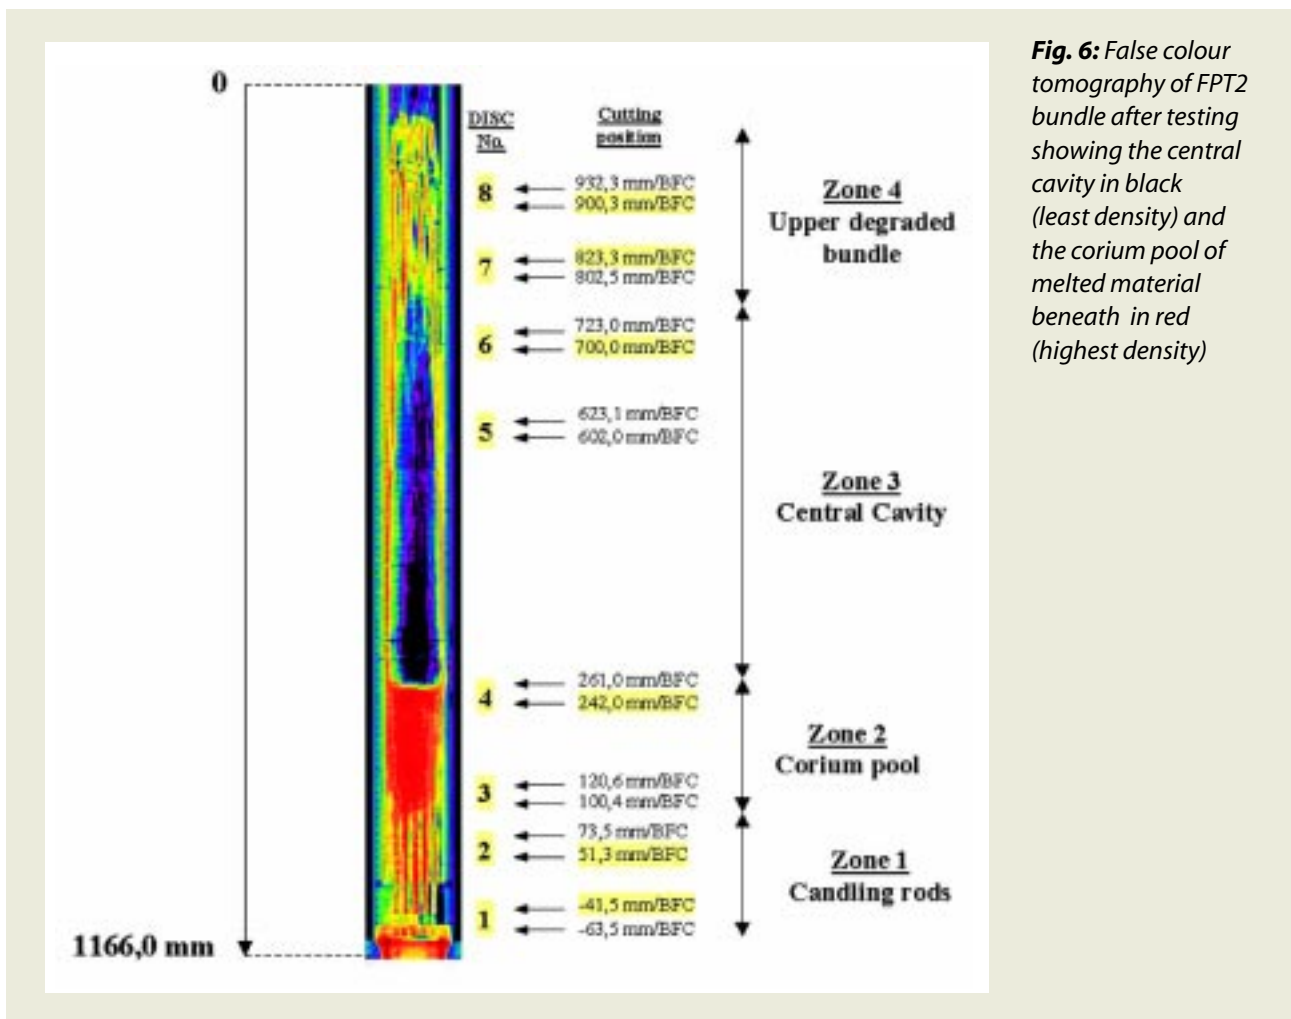 Fig. 6: False colour
tomography of FPT2
bundle after testing
showing the central
cavity in black
(least density) and
the corium pool of
melted material
beneath in red
(highest density)
0
DISC
No.
Cutting
position
8
932,3 mm/BFC
900,3 mm/BFC
Zone 4
Upper degraded
bundle
7
823,3 mm/BFC
802,5 mm/BFC
6
723,0 mm/BFC
700,0 mm/BFC
5
623,1 mm/BFC
602,0 mm/BFC
Zone 3
Central Cavity
4
261,0 mm/BFC
242,0 mm/BFC
Zone 2
Corium pool
3
120,6 mm/BFC
100,4 mm/BFC
2
73,5 mm/BFC
51,3 mm/BFC
Zone 1
Candling rods
1
-41,5 mm/BFC
-63,5 mm/BFC
1166,0 mm